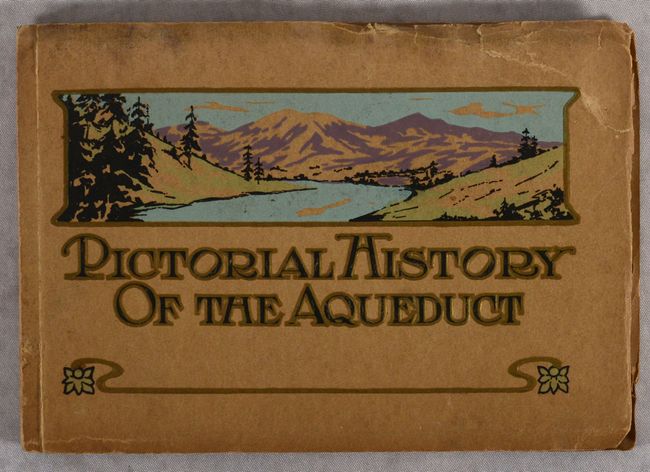 Pictorial History
Of the Aqueduct